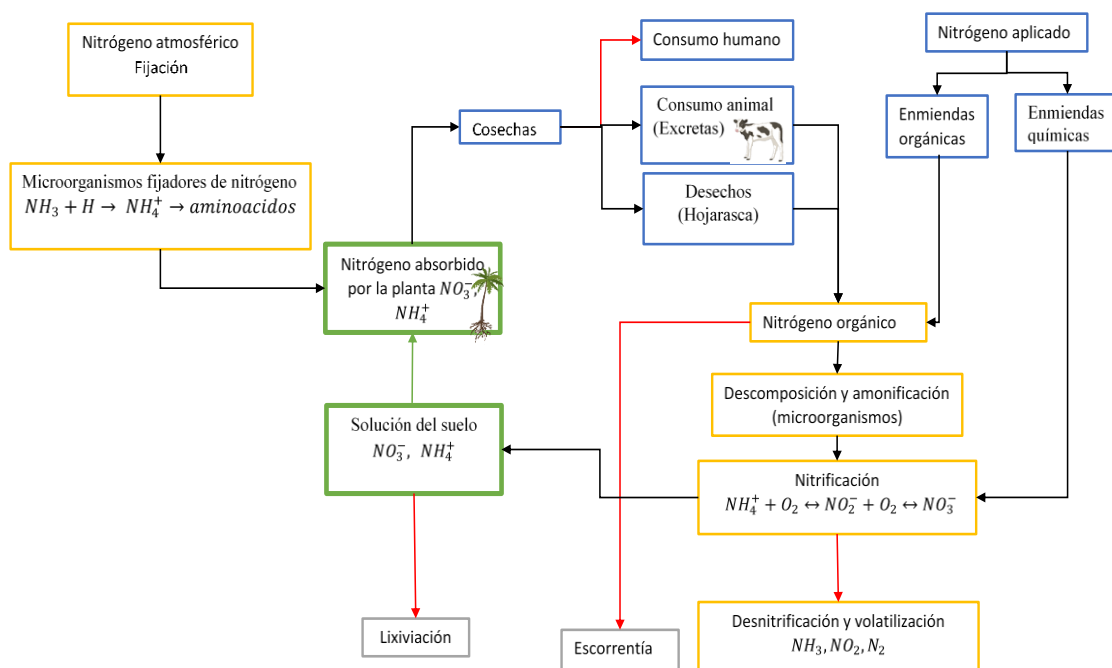 Nitrógeno atmosférico
Fijación
Consumo humano
Nitrógeno aplicado
Cosechas
Consumo animal
(Excretas)
Enmiendas
orgánicas
Enmiendas
químicas
Microorganismos fijadores de nitrógeno
NH₃ + H → NH₄⁺ → aminoacidos
Desechos
(Hojarasca)
Nitrógeno absorbido
por la planta NO₃⁻,
NH₄⁺
Nitrógeno orgánico
Descomposición y amonificación
(microorganismos)
Solución del suelo
NO₃⁻, NH₄⁺
Nitrificación
NH₄⁺ + O₂ ↔ NO₂⁻ + O₂ ↔ NO₃⁻
Lixiviación
Escorrentía
Desnitrificación y volatilización
NH₃, NO₂, N₂